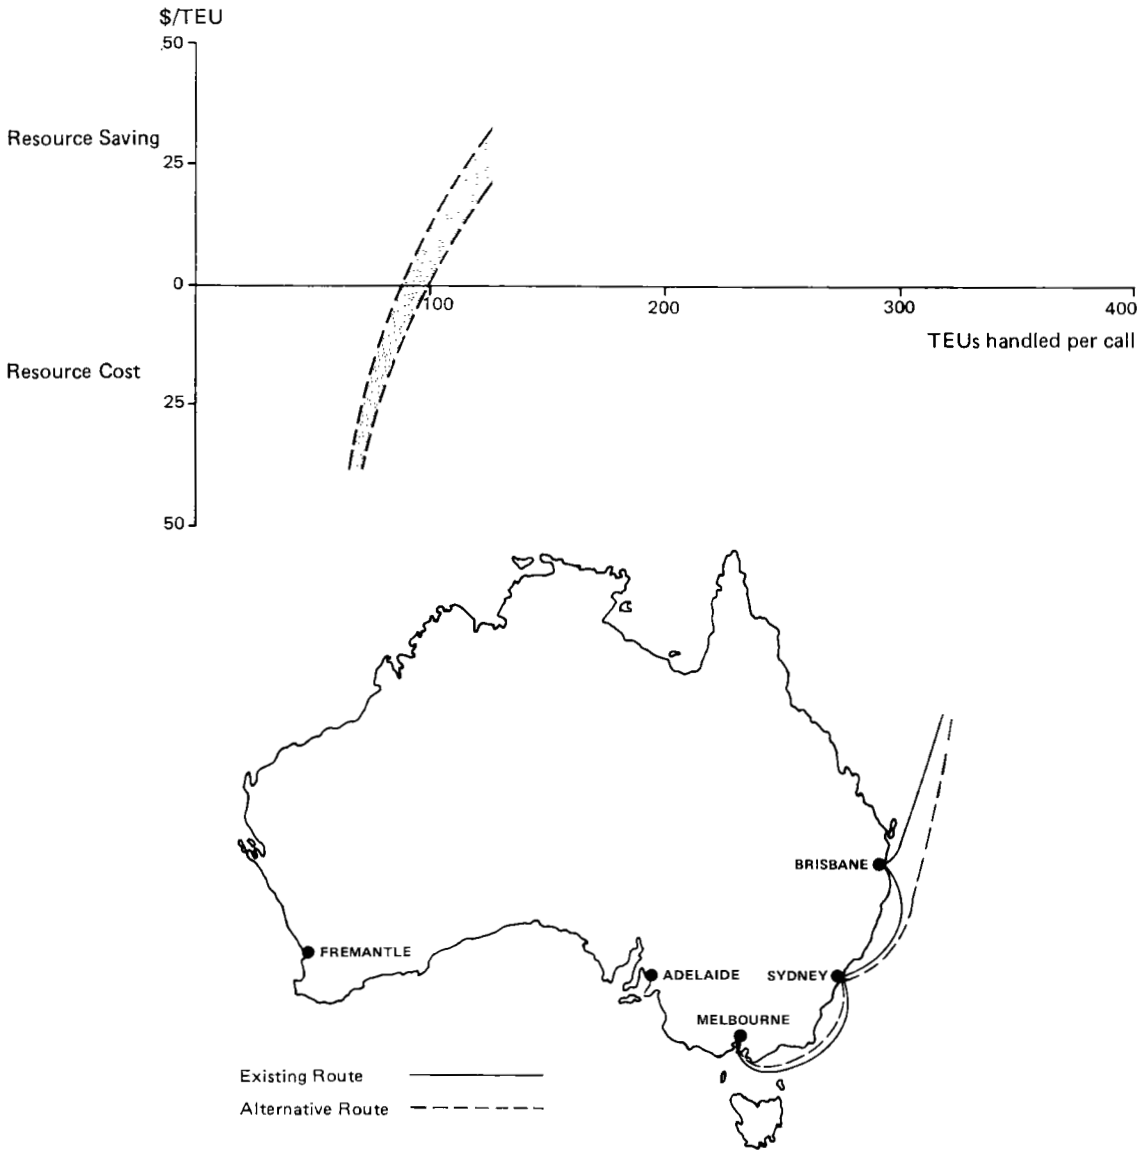 $/TEU
50
Resource Saving
25
0
100
200
300
400
TEUs handled per call
Resource Cost
25
50
BRISBANE
FREMANTLE
ADELAIDE
SYDNEY
MELBOURNE
Existing Route
Alternative Route